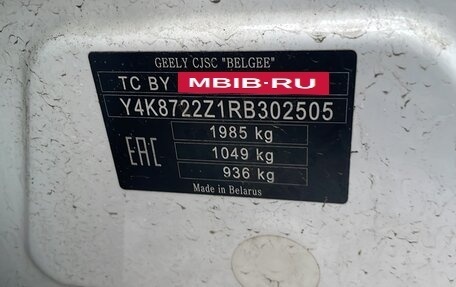 GEELY CJSC "BELGEE"
TC BY MBIB-RU
Y4K8722Z1RB302505
1985 kg
EAC 1049 kg
936 kg
Made in Belarus